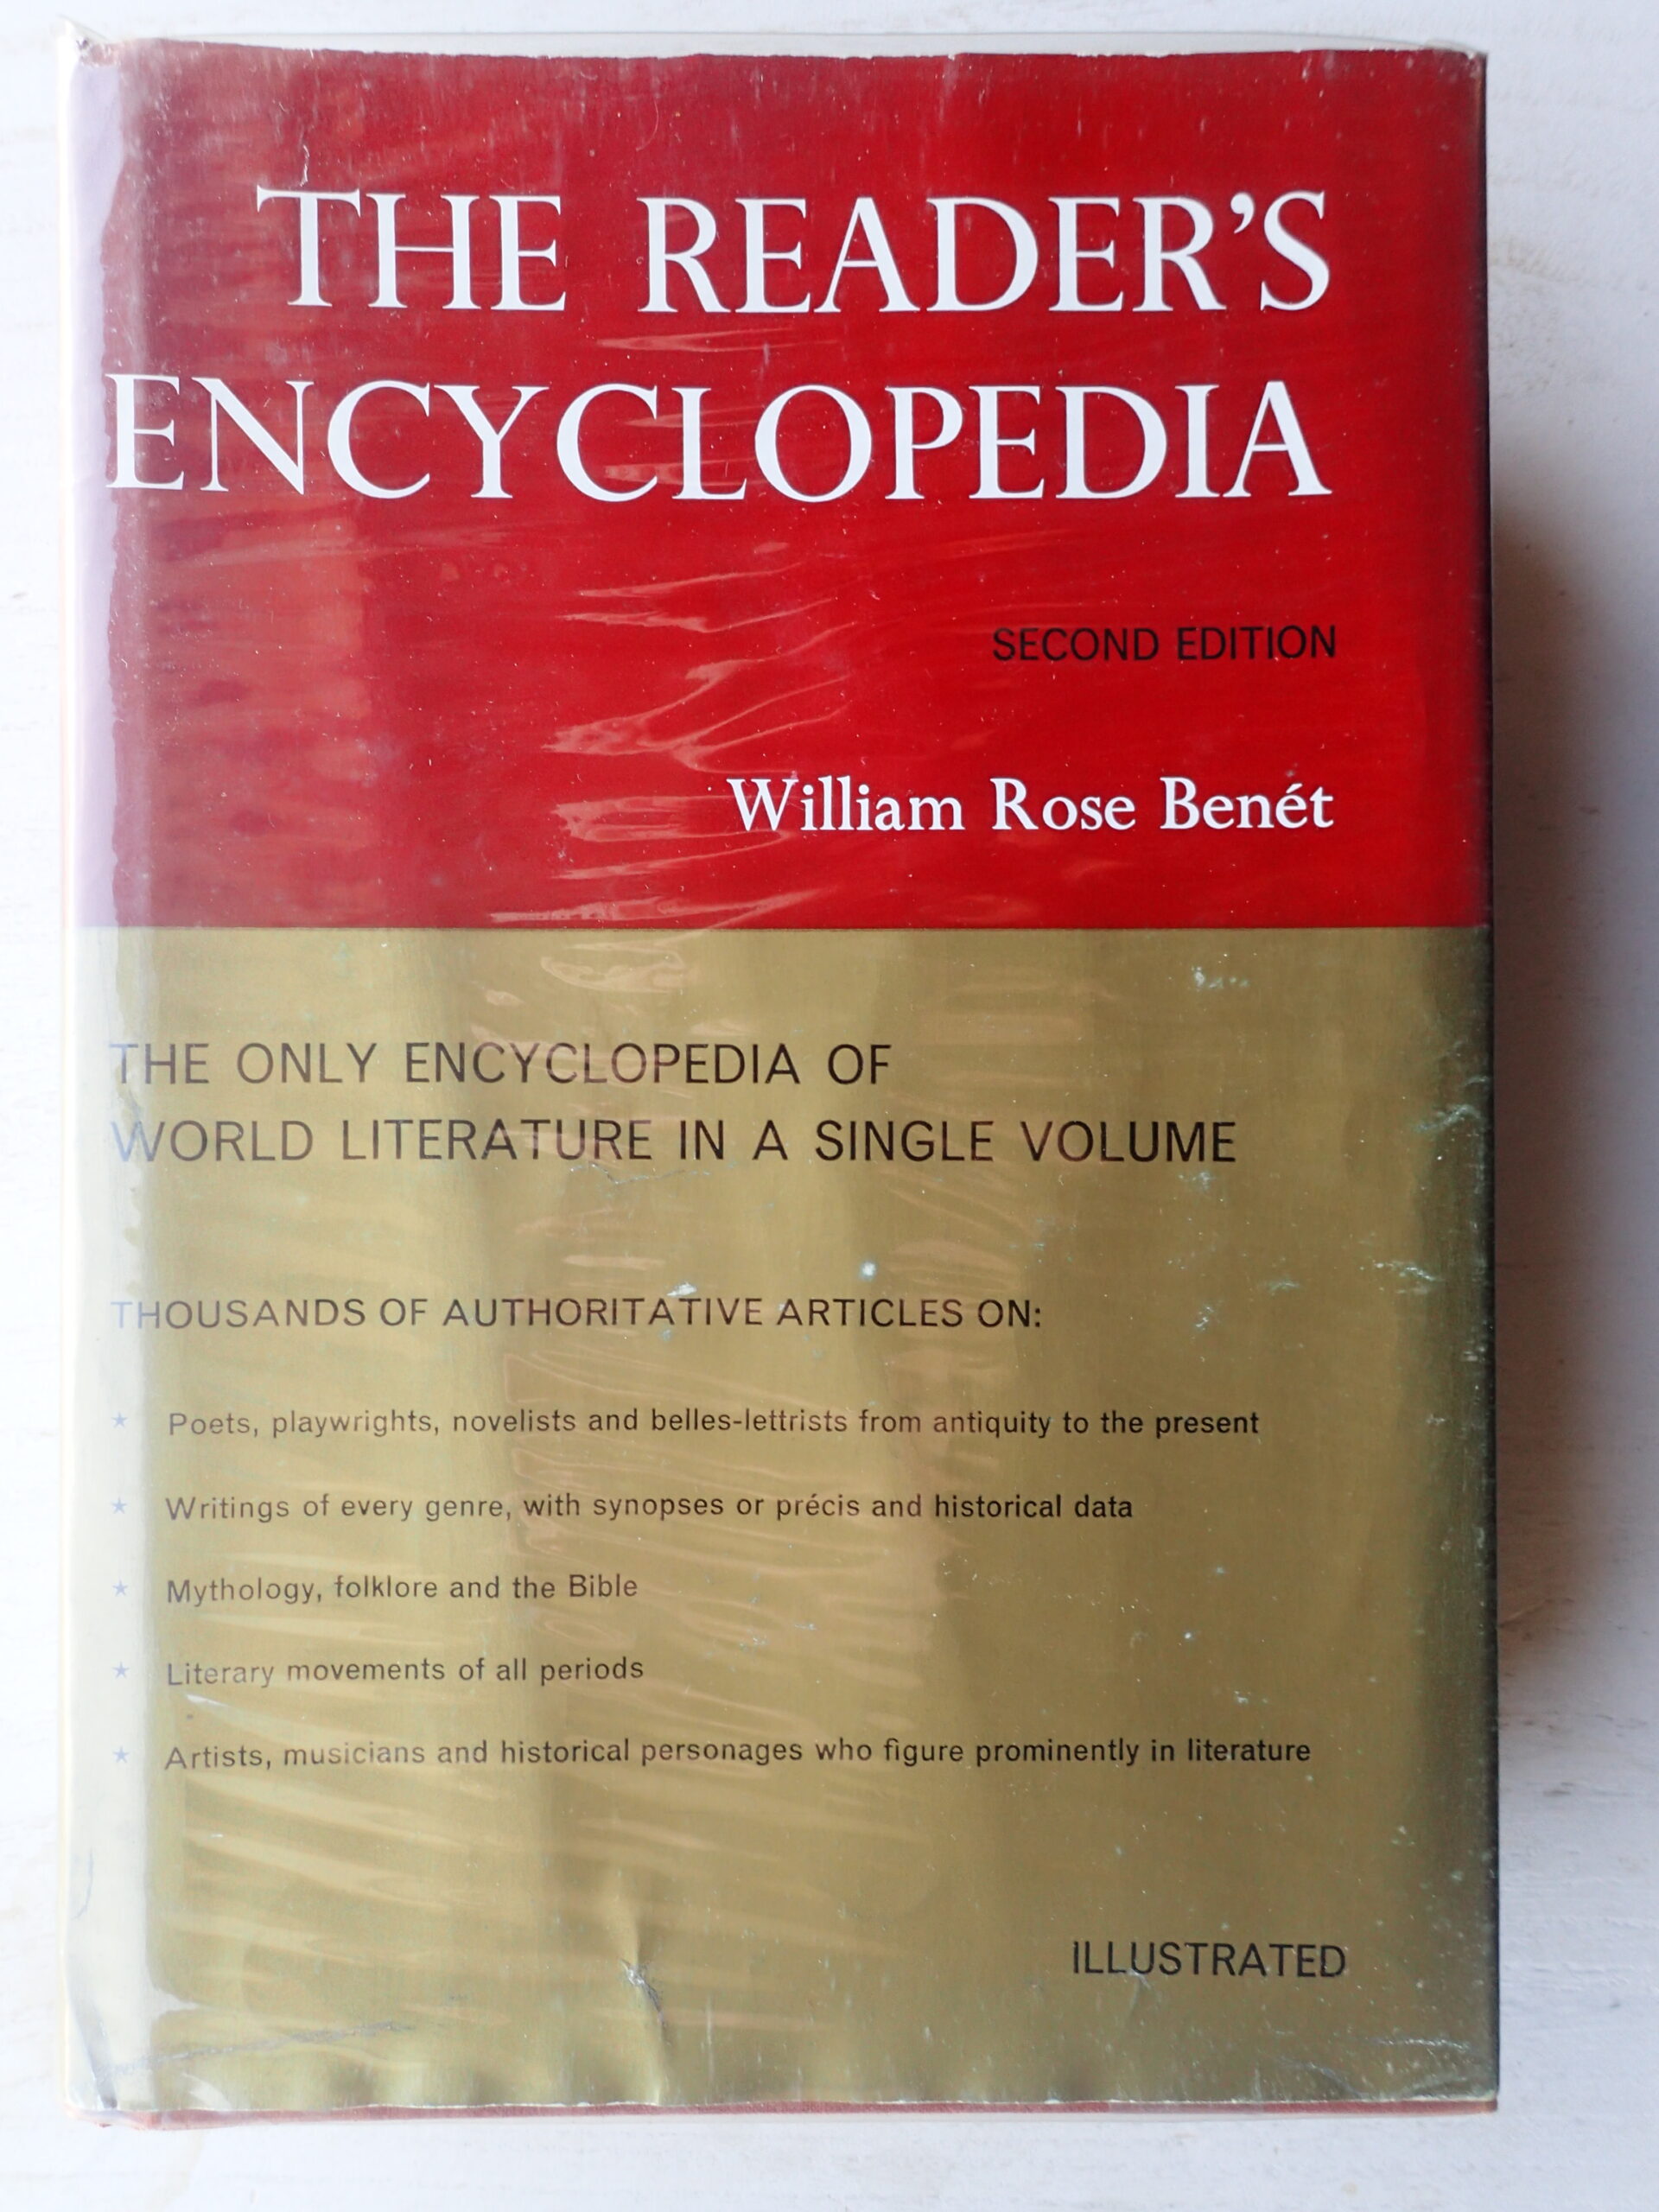 THE READER’S
ENCYCLOPEDIA
SECOND EDITION
William Rose Benét
THE ONLY ENCYCLOPEDIA OF
WORLD LITERATURE IN A SINGLE VOLUME
THOUSANDS OF AUTHORITATIVE ARTICLES ON:
★ Poets, playwrights, novelists and belles-lettrists from antiquity to the present
★ Writings of every genre, with synopses or précis and historical data
★ Mythology, folklore and the Bible
★ Literary movements of all periods
★ Artists, musicians and historical personages who figure prominently in literature
ILLUSTRATED